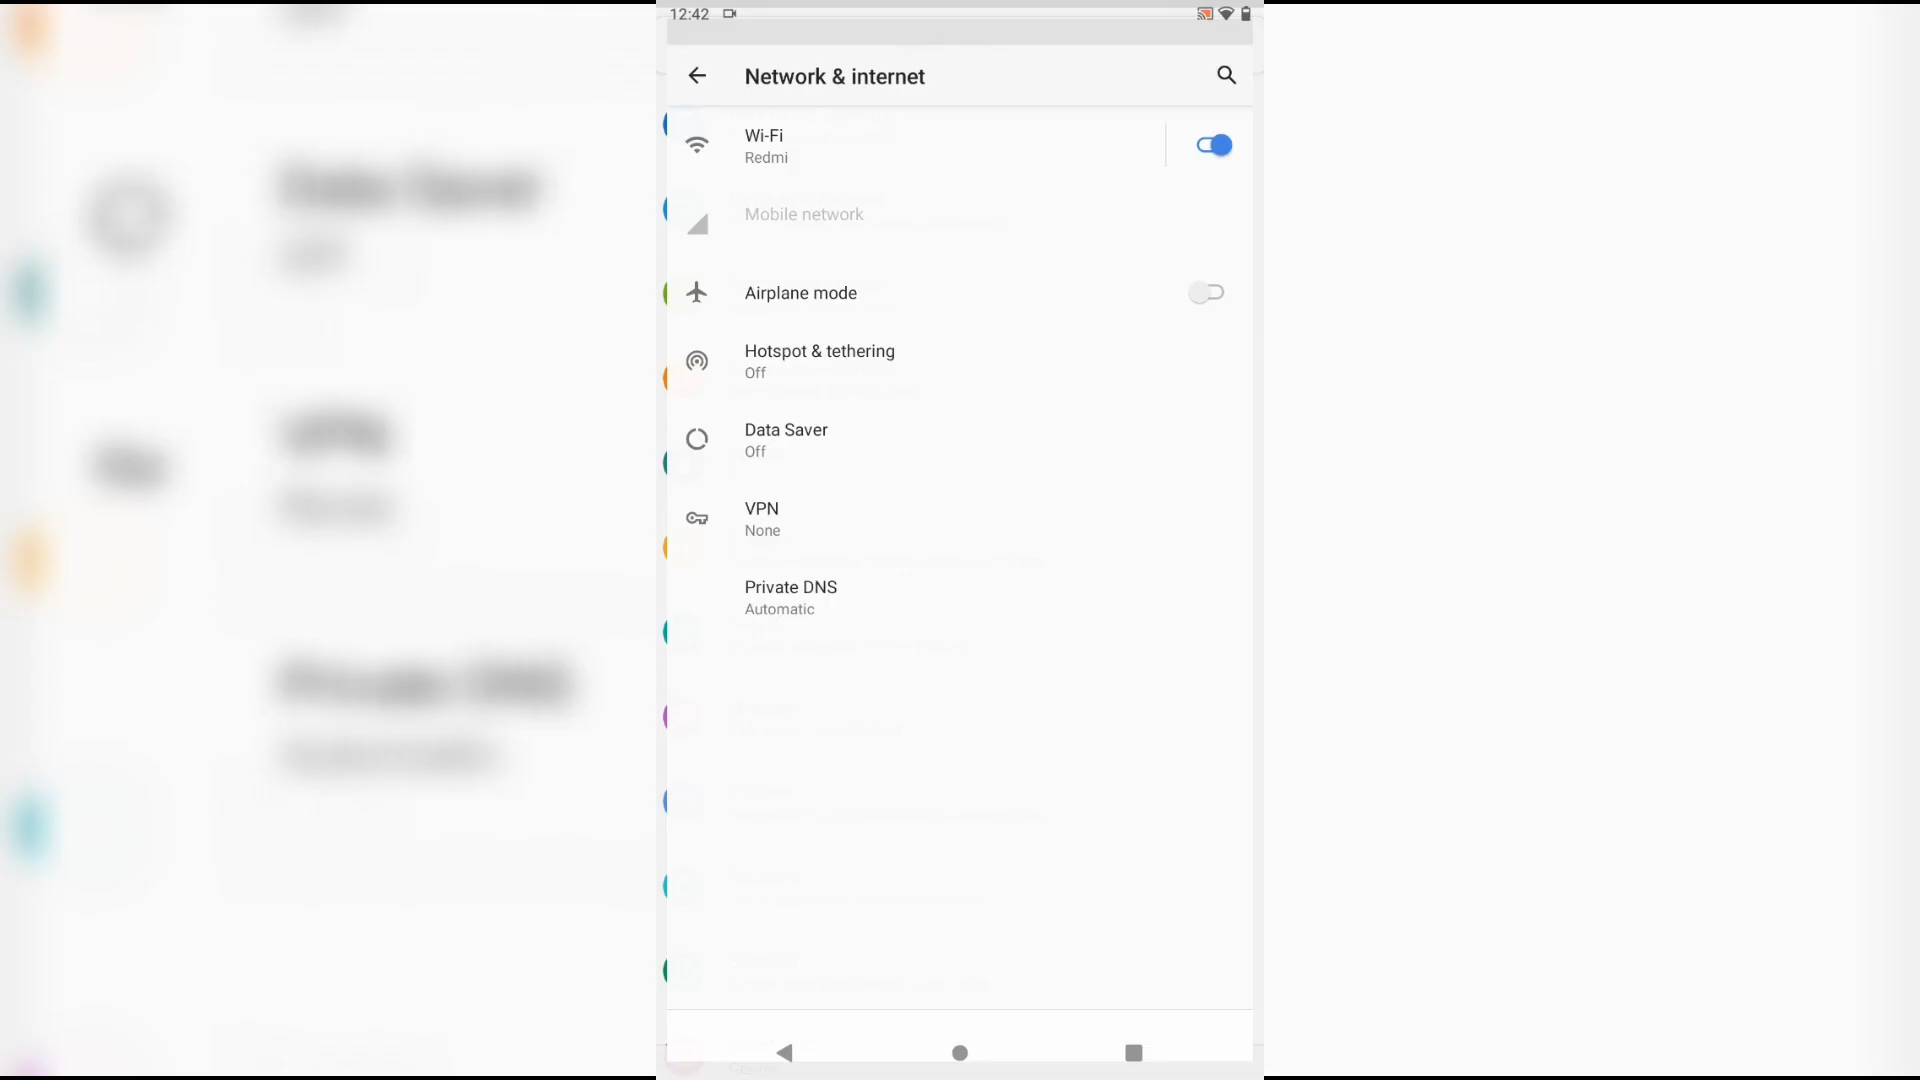 12:42
Network & internet
Wi-Fi
Redmi
Mobile network
Airplane mode
Hotspot & tethering
Off
Data Saver
Off
VPN
None
Private DNS
Automatic